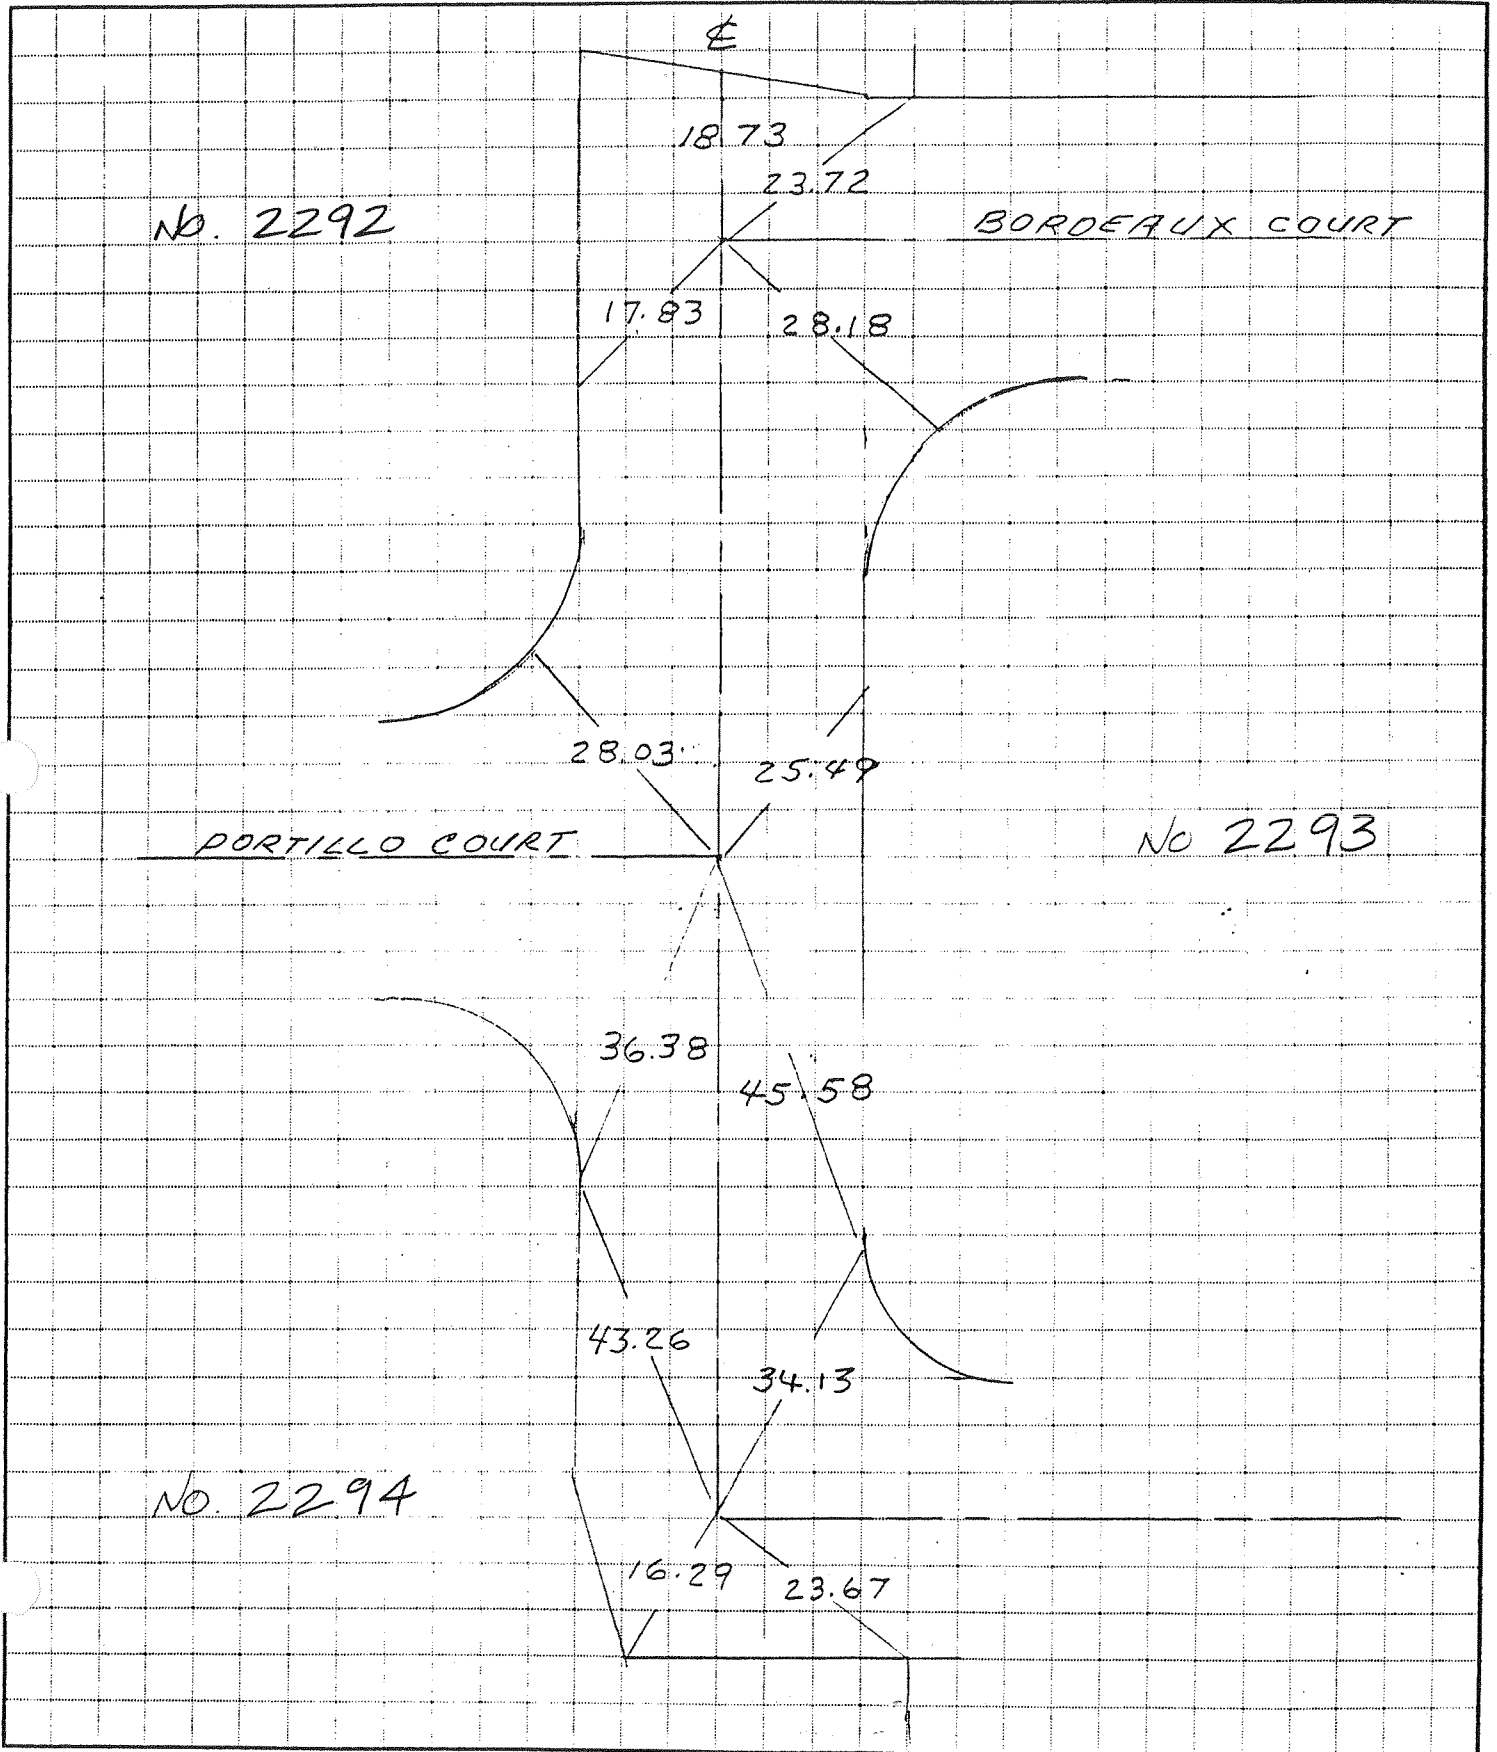 ℄
18.73
23.72
No. 2292
BORDEAUX COURT
17.83
28.18
28.03
25.49
PORTILLO COURT
No 2293
36.38
45.58
43.26
34.13
No. 2294
16.29
23.67